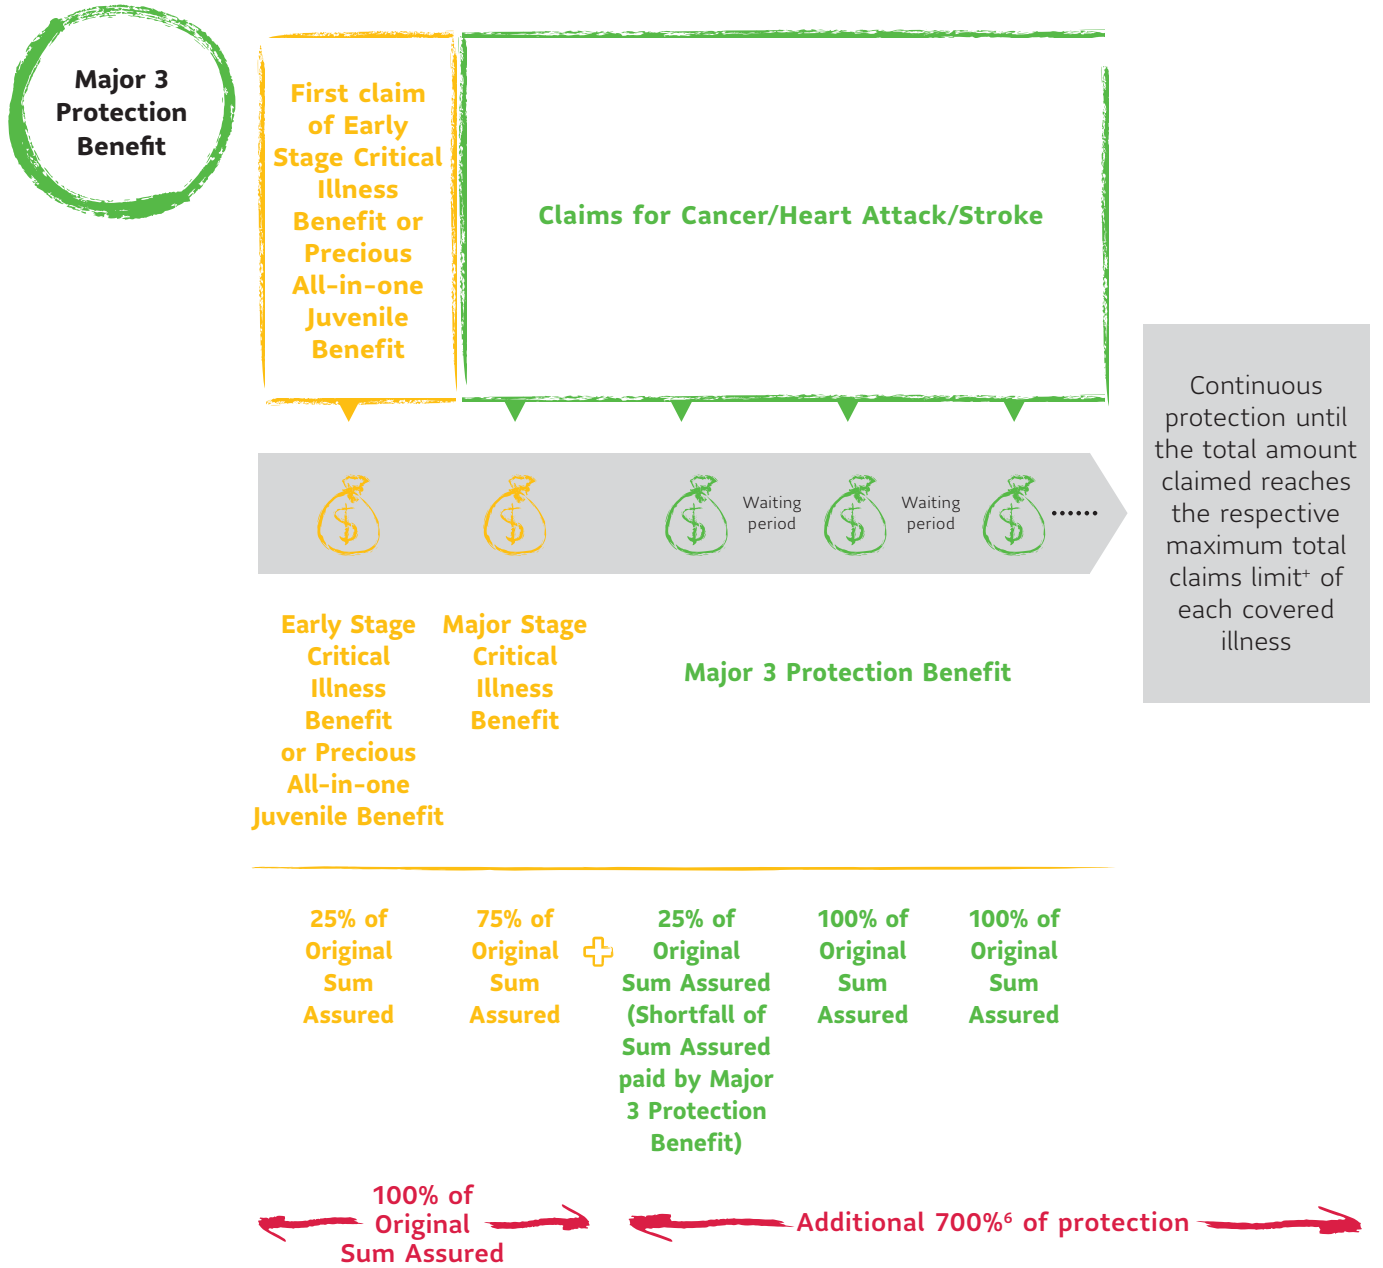 Major 3
Protection
Benefit
First claim
of Early
Stage Critical
Illness
Benefit or
Precious
All-in-one
Juvenile
Benefit
Claims for Cancer/Heart Attack/Stroke
Continuous
protection until
the total amount
claimed reaches
the respective
maximum total
claims limit+ of
each covered
illness
$
$
$
Waiting
period
$
Waiting
period
$
......
Early Stage
Critical
Illness
Benefit
or Precious
All-in-one
Juvenile Benefit
Major Stage
Critical
Illness
Benefit
Major 3 Protection Benefit
25% of
Original
Sum
Assured
75% of
Original
Sum
Assured
25% of
Original
Sum Assured
(Shortfall of
Sum Assured
paid by Major
3 Protection
Benefit)
100% of
Original
Sum
Assured
100% of
Original
Sum
Assured
100% of
Original
Sum Assured
Additional 700%⁶ of protection